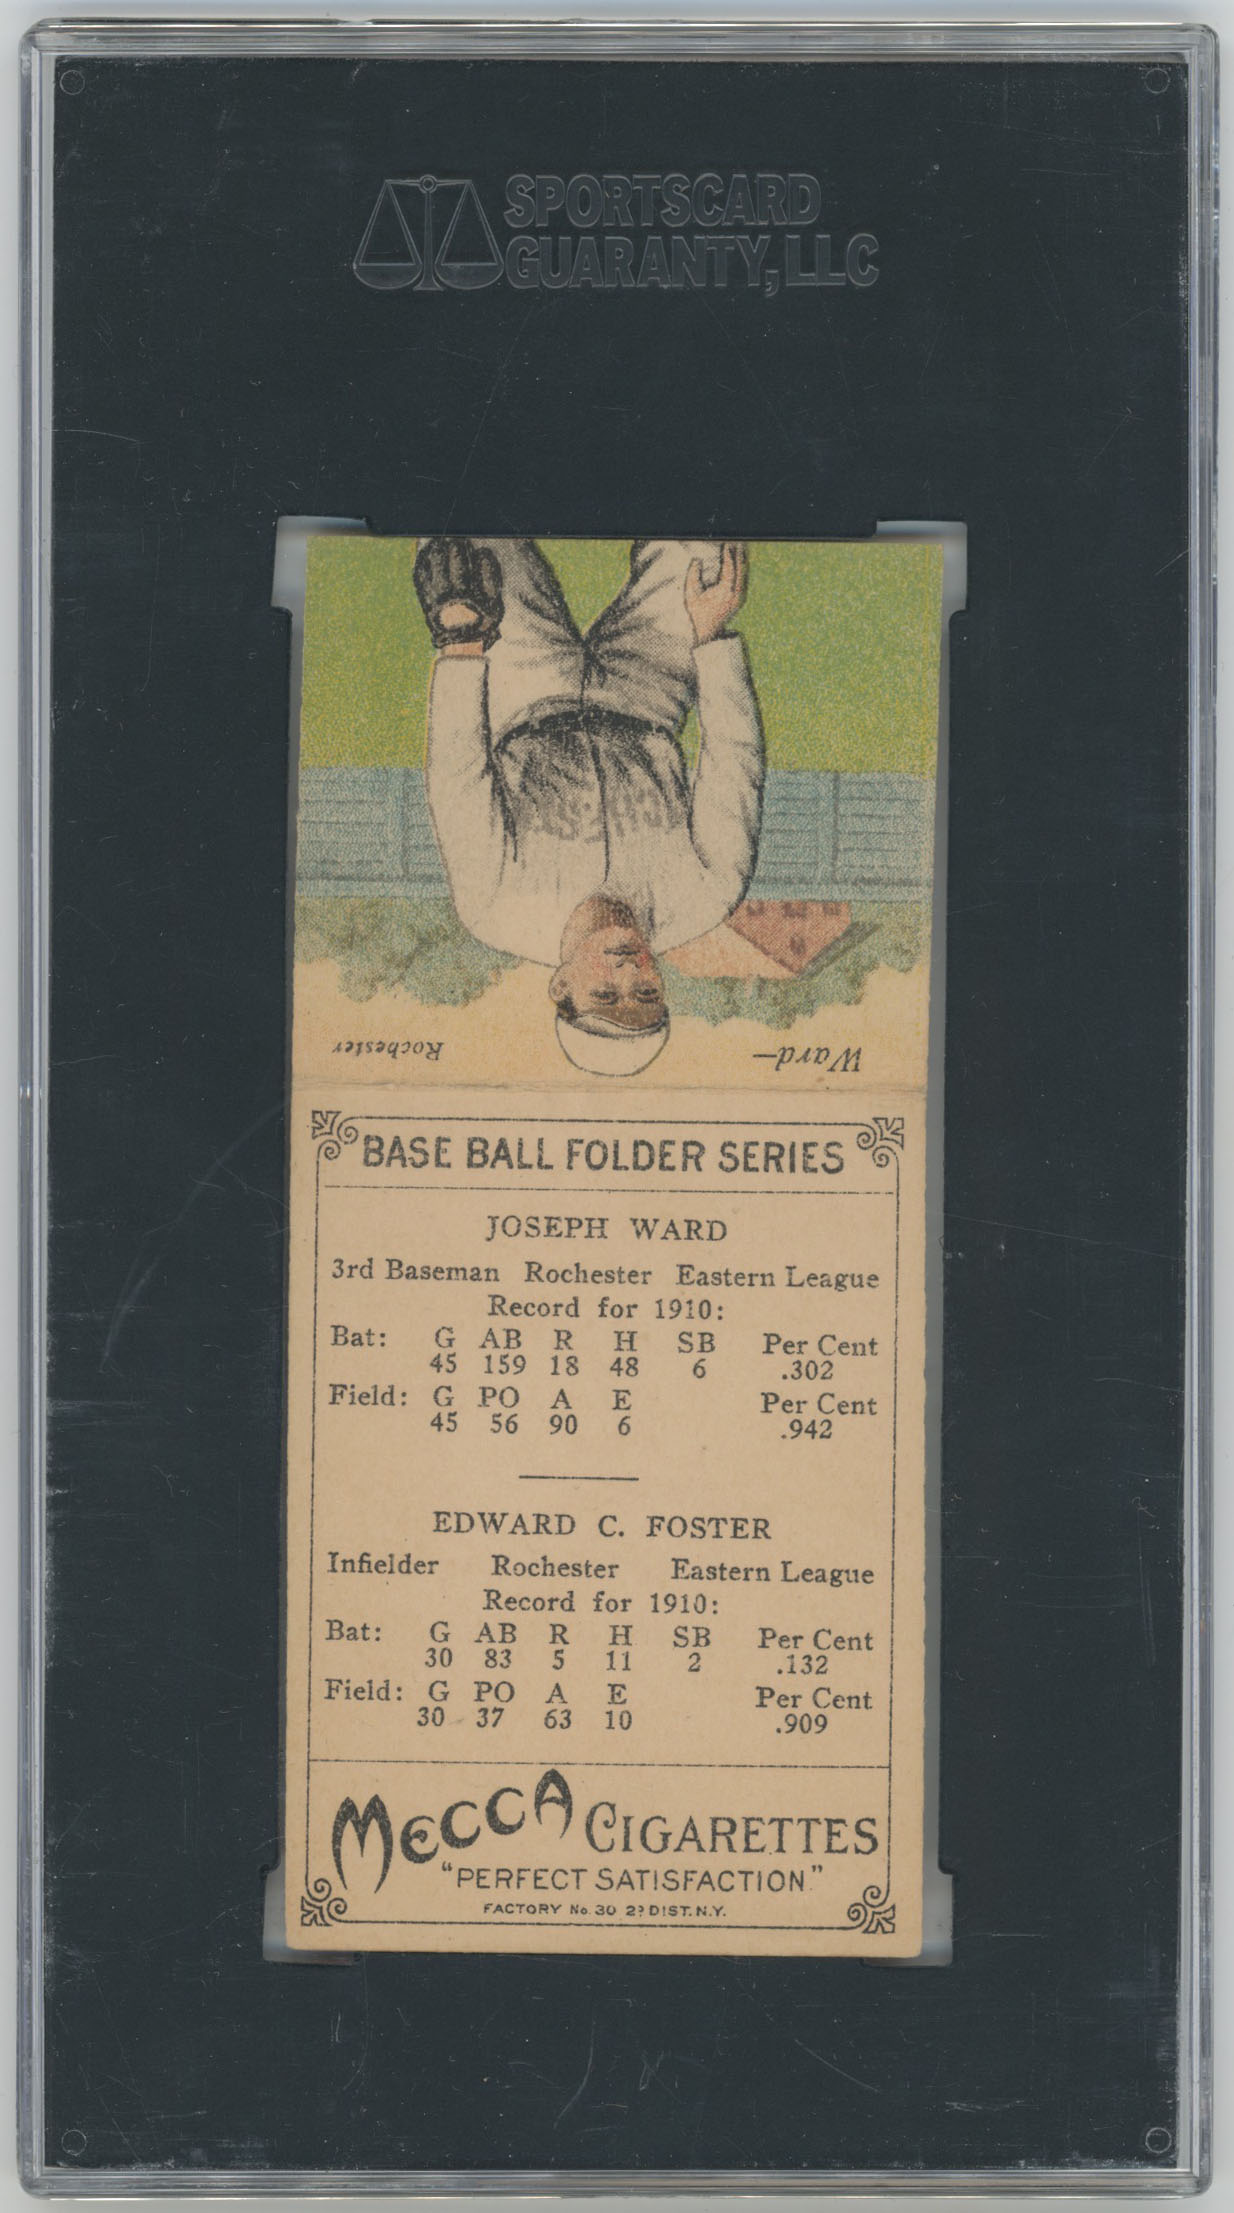 SPORTSCARD
GUARANTY, LLC
Ward— Rochester
BASE BALL FOLDER SERIES
JOSEPH WARD
3rd Baseman Rochester Eastern League
Record for 1910:
Bat: G AB R H SB Per Cent
45 159 18 48 6 .302
Field: G PO A E Per Cent
45 56 90 6 .942
EDWARD C. FOSTER
Infielder Rochester Eastern League
Record for 1910:
Bat: G AB R H SB Per Cent
30 83 5 11 2 .132
Field: G PO A E Per Cent
30 37 63 10 .909
MECCA CIGARETTES
"PERFECT SATISFACTION."
FACTORY No. 30 2D DIST. N.Y.